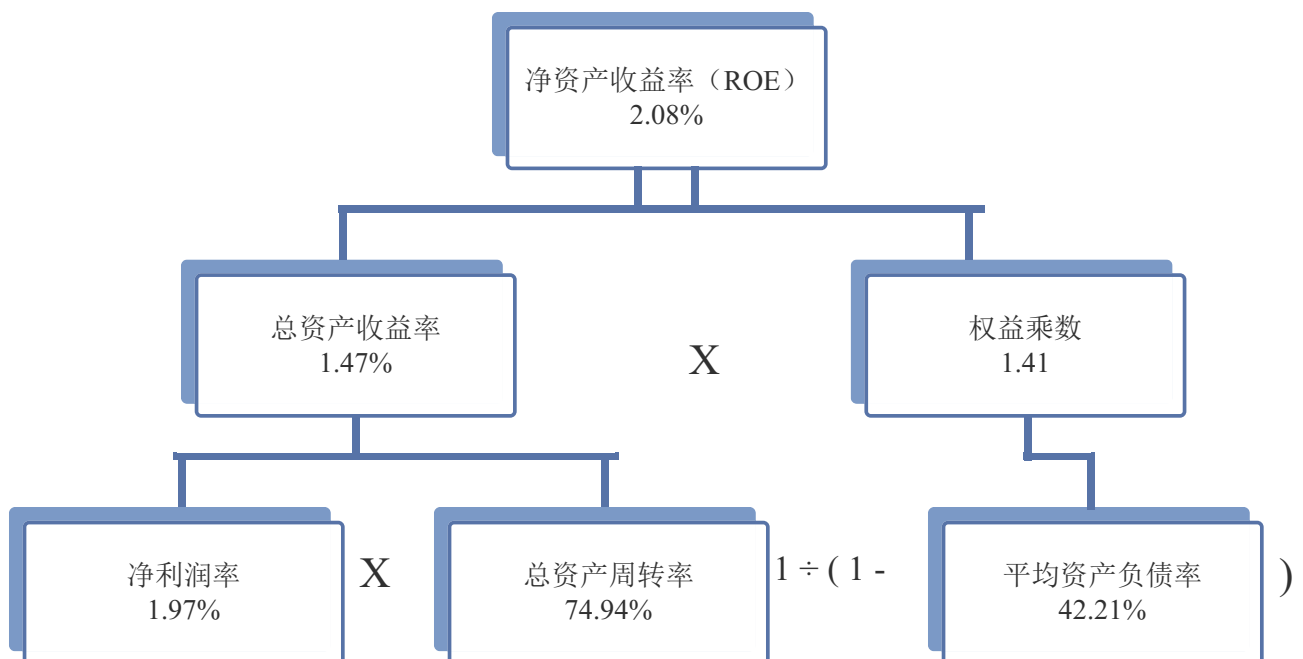 净资产收益率（ROE）
2.08%
总资产收益率
1.47%
X
权益乘数
1.41
净利润率
1.97%
X
总资产周转率
74.94%
1 ÷ ( 1 -
平均资产负债率
42.21%
)